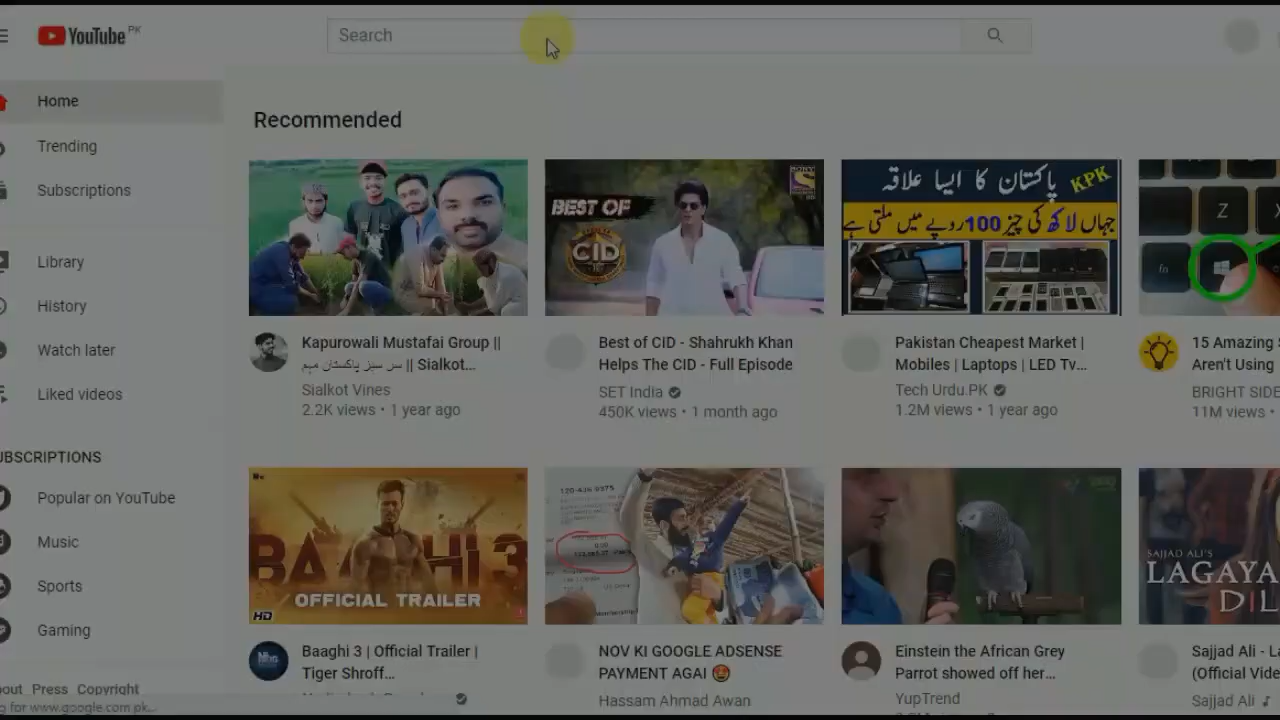 YouTube PK
Search
Home
Trending
Subscriptions
Library
History
Watch later
Liked videos
UBSCRIPTIONS
Popular on YouTube
Music
Sports
Gaming
bout Press Copyright
g for www.google.com.pk...
Recommended
Kapurowali Mustafai Group ||
سر سبز پاکستان مہم || Sialkot...
Sialkot Vines
2.2K views • 1 year ago
BEST OF
CID
Best of CID - Shahrukh Khan
Helps The CID - Full Episode
SET India
450K views • 1 month ago
پاکستان کا ایسا علاقہ
KPK
جہاں لاکھ کی چیز 100روپے میں ملتی ہے
Pakistan Cheapest Market |
Mobiles | Laptops | LED Tv...
Tech Urdu.PK
1.2M views • 1 year ago
Z
X
fn
15 Amazing
Aren't Using
BRIGHT SIDE
11M views •
BAAGHI 3
OFFICIAL TRAILER
HD
Baaghi 3 | Official Trailer |
Tiger Shroff...
NOV KI GOOGLE ADSENSE
PAYMENT AGAI 🤩
Hassam Ahmad Awan
Einstein the African Grey
Parrot showed off her...
YupTrend
SAJJAD ALI'S
LAGAYA
DIL
Sajjad Ali - La
(Official Vide
Sajjad Ali